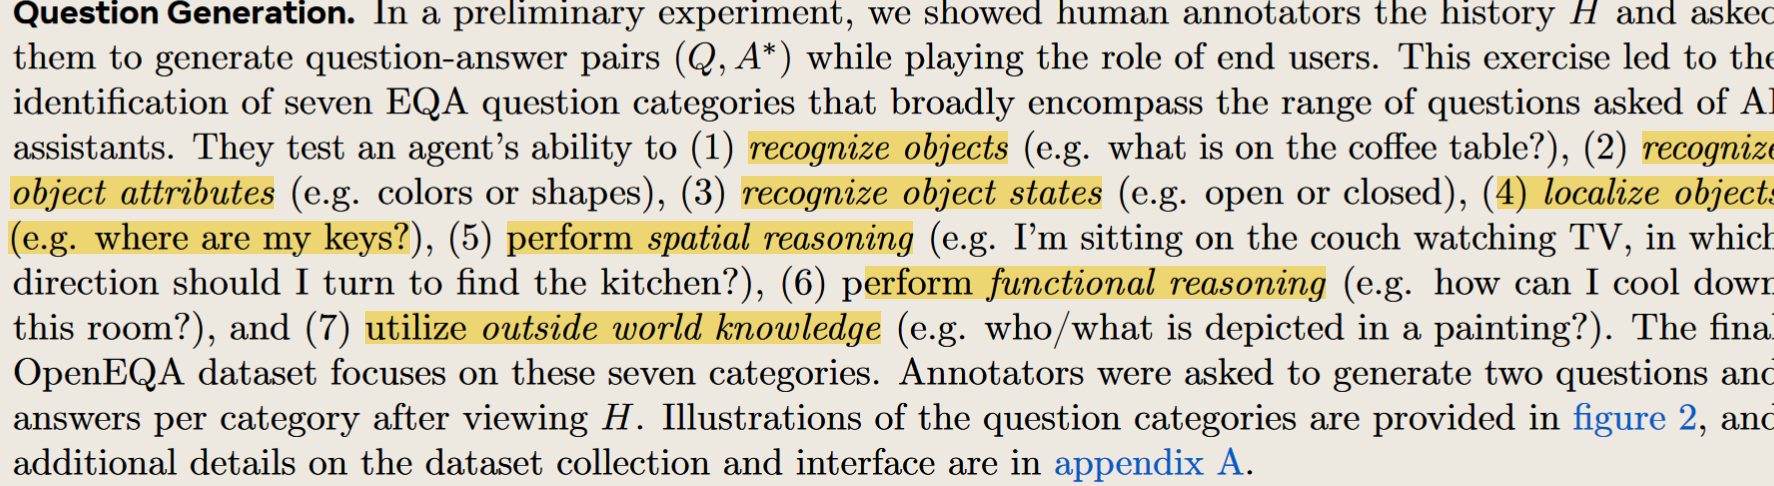 Question Generation. In a preliminary experiment, we showed human annotators the history H and asked
them to generate question-answer pairs (Q, A*) while playing the role of end users. This exercise led to the
identification of seven EQA question categories that broadly encompass the range of questions asked of AI
assistants. They test an agent's ability to (1) recognize objects (e.g. what is on the coffee table?), (2) recognize
object attributes (e.g. colors or shapes), (3) recognize object states (e.g. open or closed), (4) localize objects
(e.g. where are my keys?), (5) perform spatial reasoning (e.g. I'm sitting on the couch watching TV, in which
direction should I turn to find the kitchen?), (6) perform functional reasoning (e.g. how can I cool down
this room?), and (7) utilize outside world knowledge (e.g. who/what is depicted in a painting?). The final
OpenEQA dataset focuses on these seven categories. Annotators were asked to generate two questions and
answers per category after viewing H. Illustrations of the question categories are provided in figure 2, and
additional details on the dataset collection and interface are in appendix A.